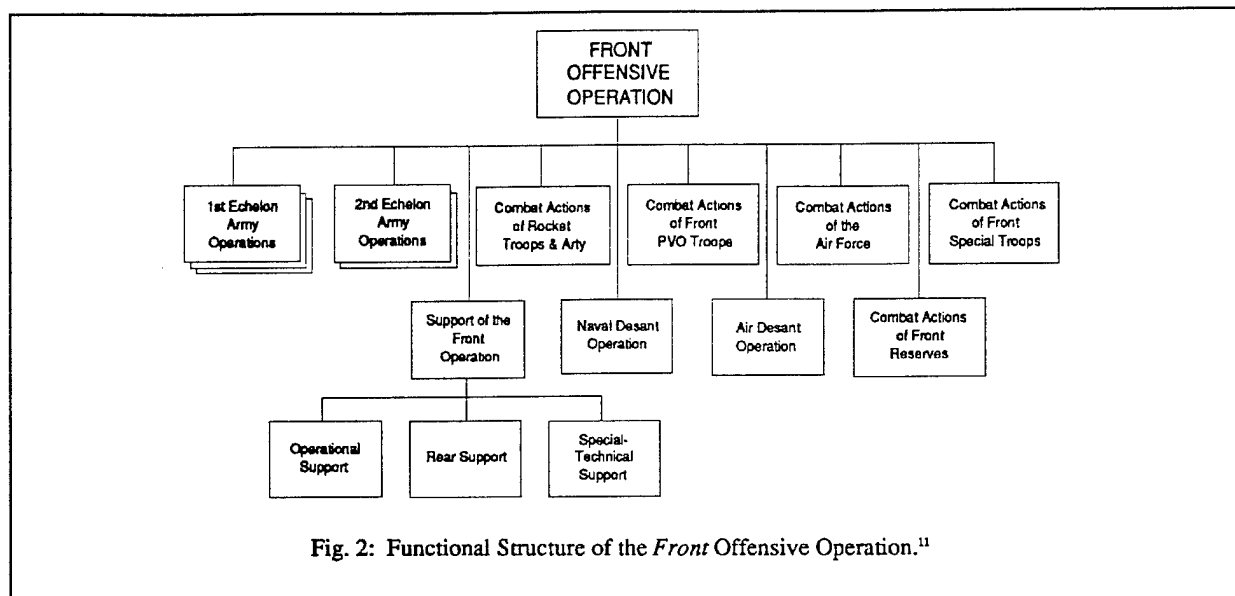 FRONT
OFFENSIVE
OPERATION
1st Echelon
Army
Operations
2nd Echelon
Army
Operations
Combat Actions
of Rocket
Troops & Arty
Combat Actions
of Front
PVO Troops
Combat Actions
of the
Air Force
Combat Actions
of Front
Special Troops
Support of the
Front
Operation
Naval Desant
Operation
Air Desant
Operation
Combat Actions
of Front
Reserves
Operational
Support
Rear Support
Special-
Technical
Support
Fig. 2: Functional Structure of the Front Offensive Operation.¹¹